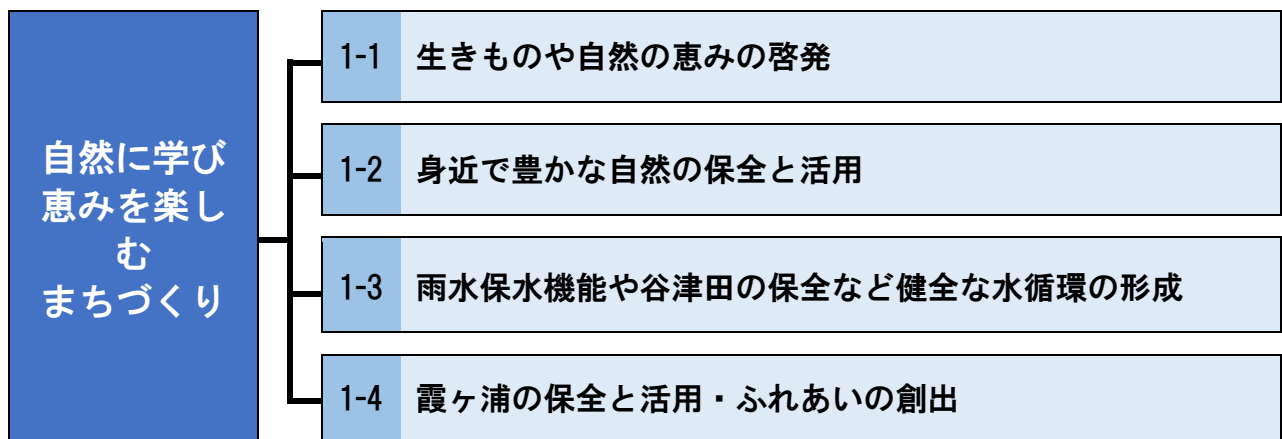 自然に学び
恵みを楽し
む
まちづくり
1-1 生きものや自然の恵みの啓発
1-2 身近で豊かな自然の保全と活用
1-3 雨水保水機能や谷津田の保全など健全な水循環の形成
1-4 霞ヶ浦の保全と活用・ふれあいの創出